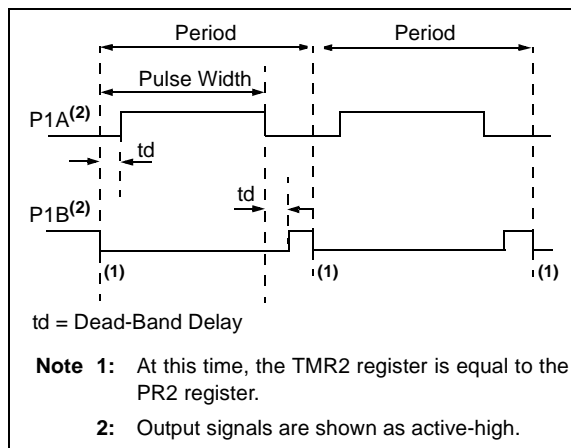 Period Period
Pulse Width
P1A(2)
td
td
P1B(2)
(1) (1) (1)
td = Dead-Band Delay
Note 1: At this time, the TMR2 register is equal to the
PR2 register.
2: Output signals are shown as active-high.